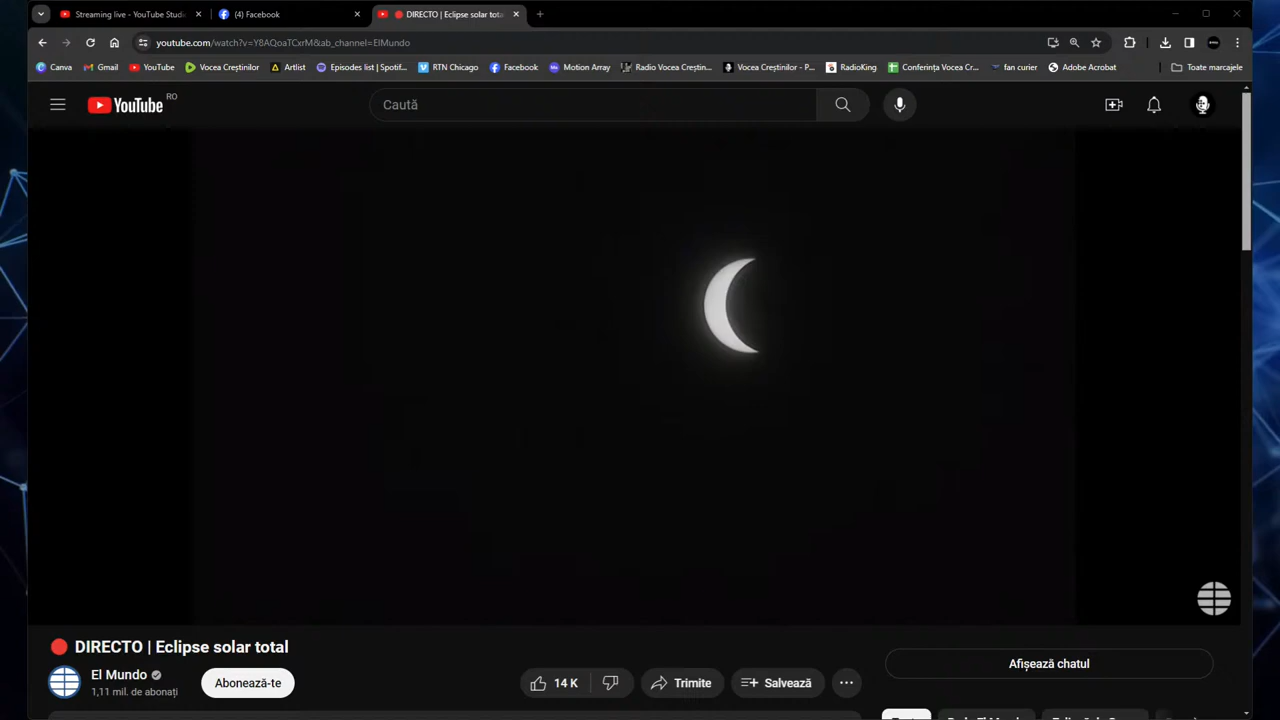 Streaming live - YouTube Studi
(4) Facebook
DIRECTO | Eclipse solar tota
youtube.com/watch?v=Y8AQoaTCxrM&ab_channel=ElMundo
Canva
Gmail
YouTube
Vocea Creștinilor
Artlist
Episodes list | Spotif...
RTN Chicago
Facebook
Motion Array
Radio Vocea Creștin...
Vocea Creștinilor - P...
RadioKing
Conferința Vocea Cr...
fan curier
Adobe Acrobat
Toate marcajele
YouTube RO
Caută
DIRECTO | Eclipse solar total
El Mundo
1,11 mil. de abonați
Abonează-te
14 K
Trimite
Salvează
Afișează chatul